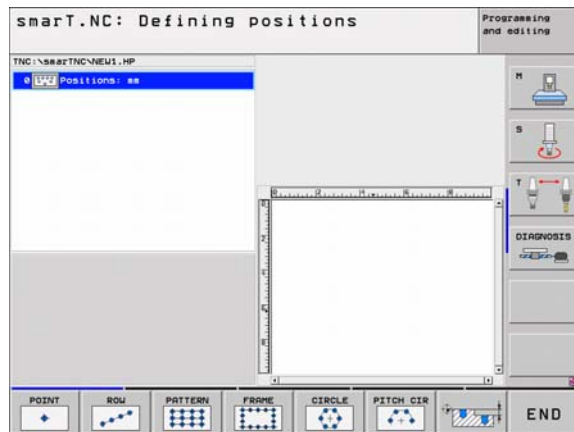 smarT.NC: Defining positions
Programming and editing
TNC:\smarTNC\NEW1.HP
0 Positions: mm
M
S
T
DIAGNOSIS
POINT
ROW
PATTERN
FRAME
CIRCLE
PITCH CIR
END